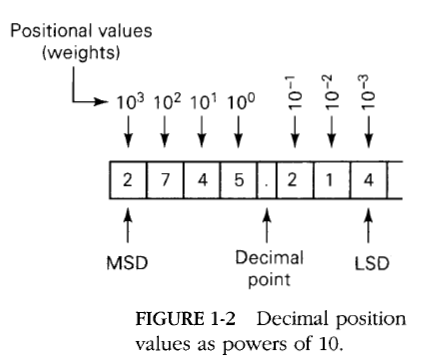 Positional values
(weights)
10³ 10² 10¹ 10⁰ 10⁻¹ 10⁻² 10⁻³
2 7 4 5 . 2 1 4
MSD Decimal point LSD
FIGURE 1-2 Decimal position
values as powers of 10.